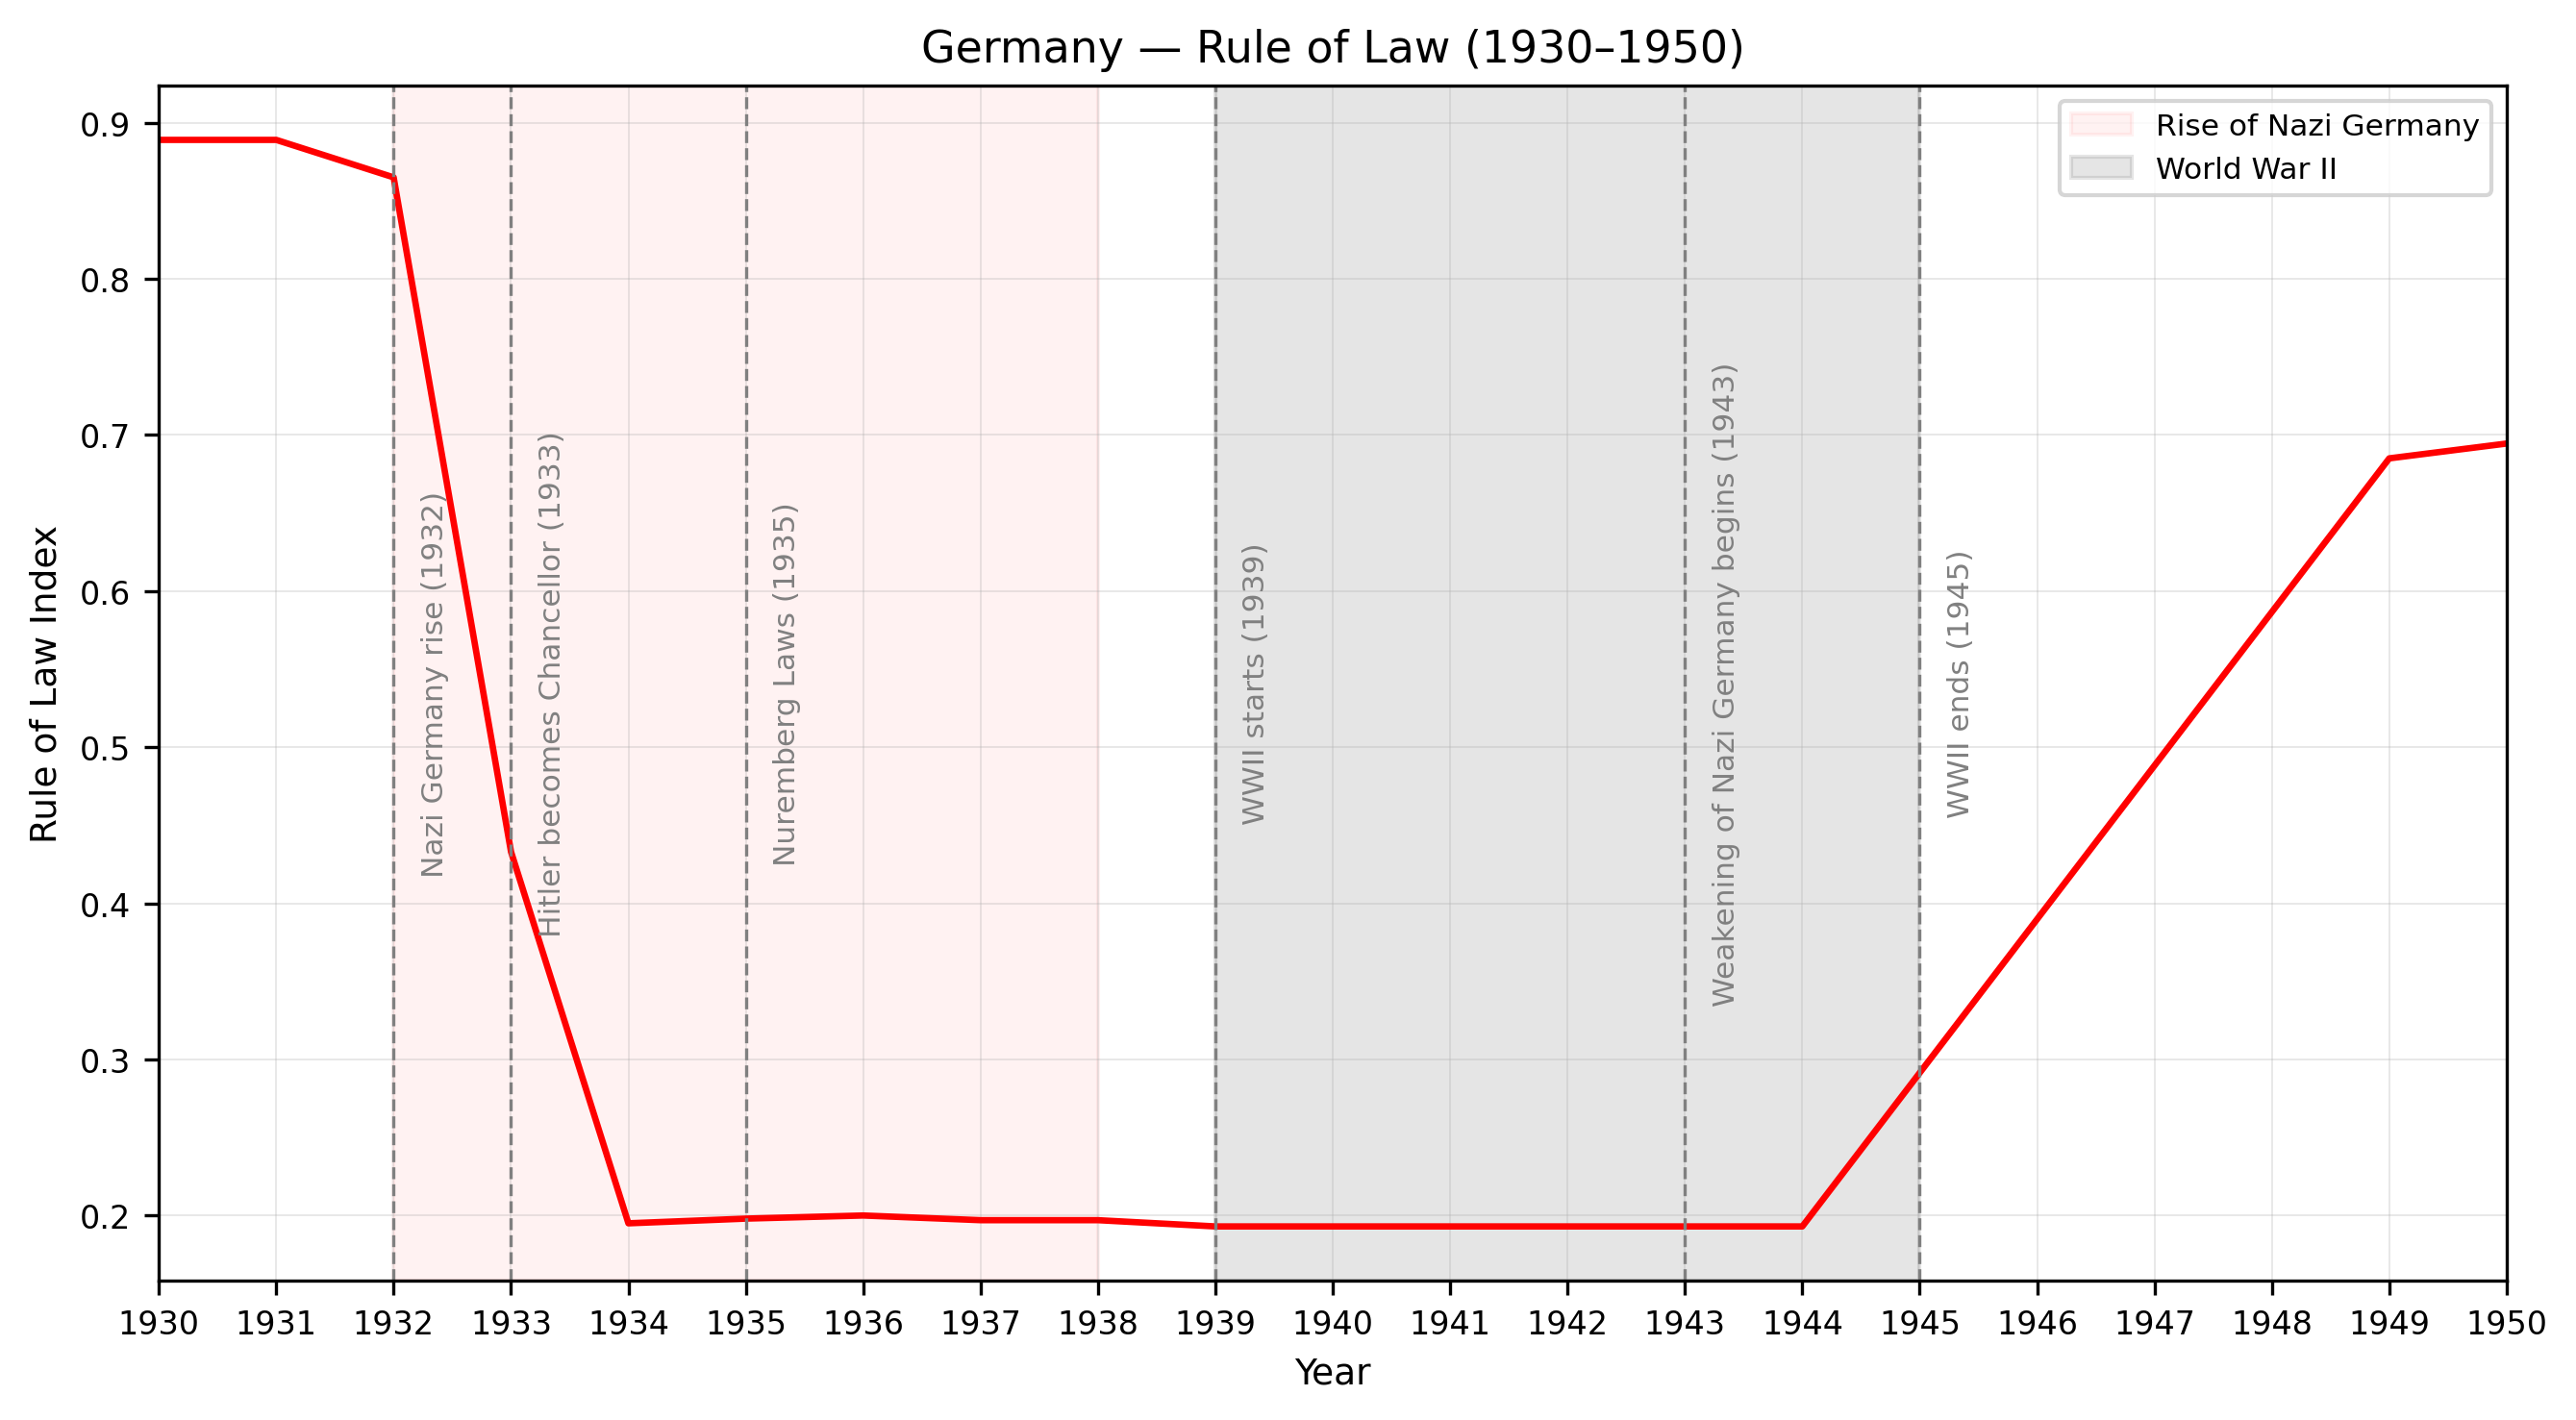 Germany — Rule of Law (1930–1950)
Rise of Nazi Germany
World War II
Rule of Law Index
0.9
0.8
0.7
0.6
0.5
0.4
0.3
0.2
Nazi Germany rise (1932)
Hitler becomes Chancellor (1933)
Nuremberg Laws (1935)
WWII starts (1939)
Weakening of Nazi Germany begins (1943)
WWII ends (1945)
1930 1931 1932 1933 1934 1935 1936 1937 1938 1939 1940 1941 1942 1943 1944 1945 1946 1947 1948 1949 1950
Year